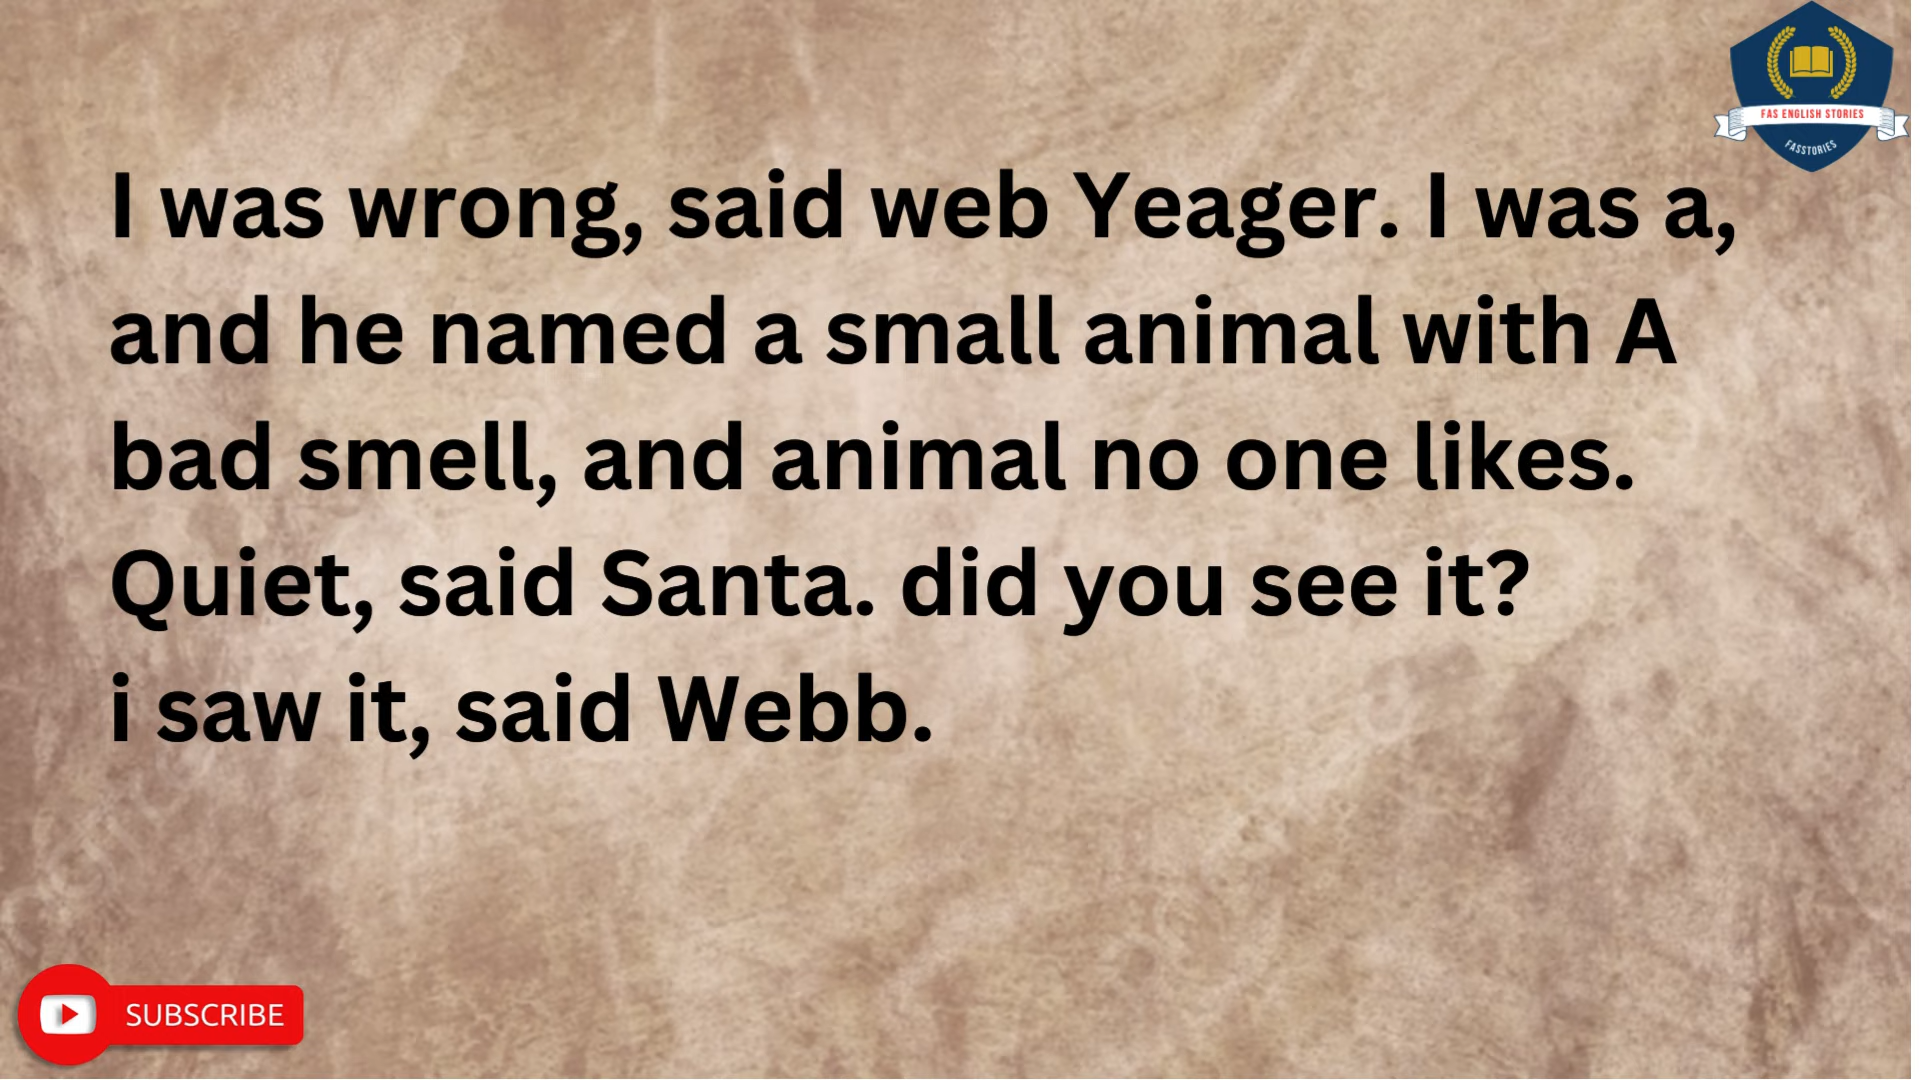 FAS ENGLISH STORIES
FASSTORIES
I was wrong, said web Yeager. I was a,
and he named a small animal with A
bad smell, and animal no one likes.
Quiet, said Santa. did you see it?
i saw it, said Webb.
SUBSCRIBE